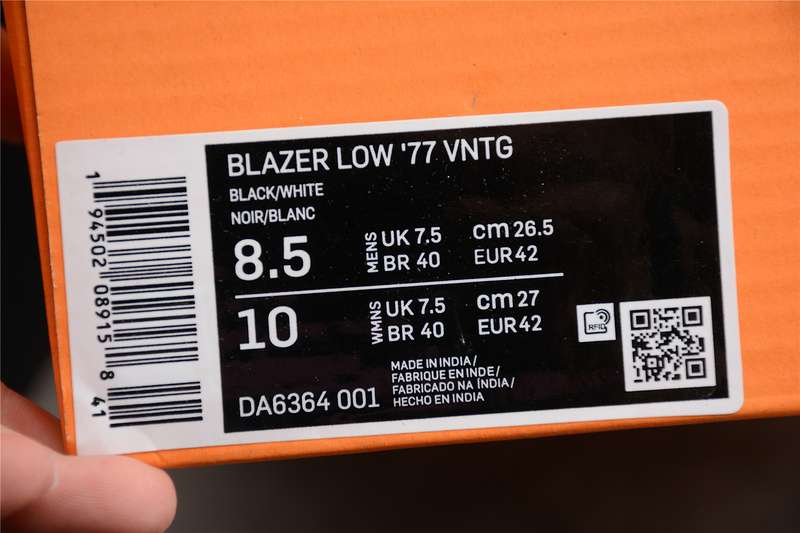 BLAZER LOW '77 VNTG
BLACK/WHITE
NOIR/BLANC
8.5 MENS UK 7.5 cm 26.5
BR 40 EUR 42
10 WMNS UK 7.5 cm 27
BR 40 EUR 42
RFID
MADE IN INDIA/
FABRIQUE EN INDE/
FABRICADO NA ÍNDIA/
HECHO EN INDIA
DA6364 001
1 94502 08915 8 41